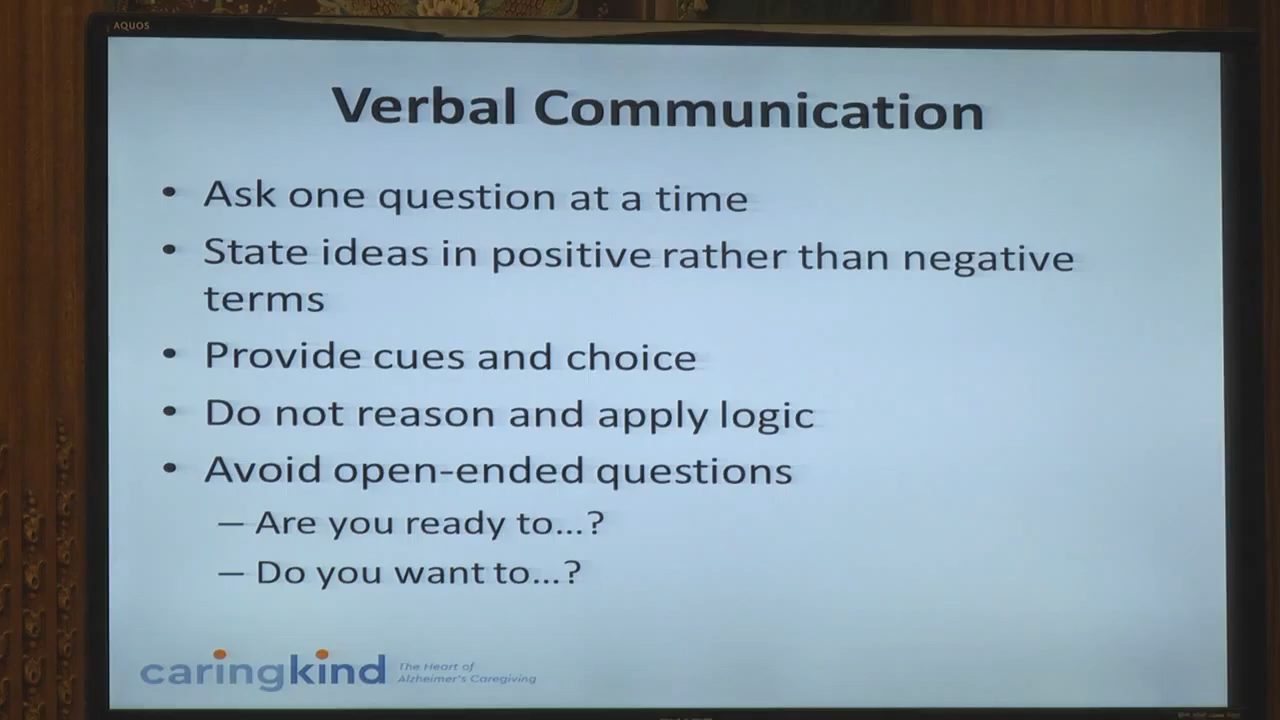 AQUOS
Verbal Communication
• Ask one question at a time
• State ideas in positive rather than negative
terms
• Provide cues and choice
• Do not reason and apply logic
• Avoid open-ended questions
– Are you ready to...?
– Do you want to...?
caringkind The Heart of
Alzheimer's Caregiving